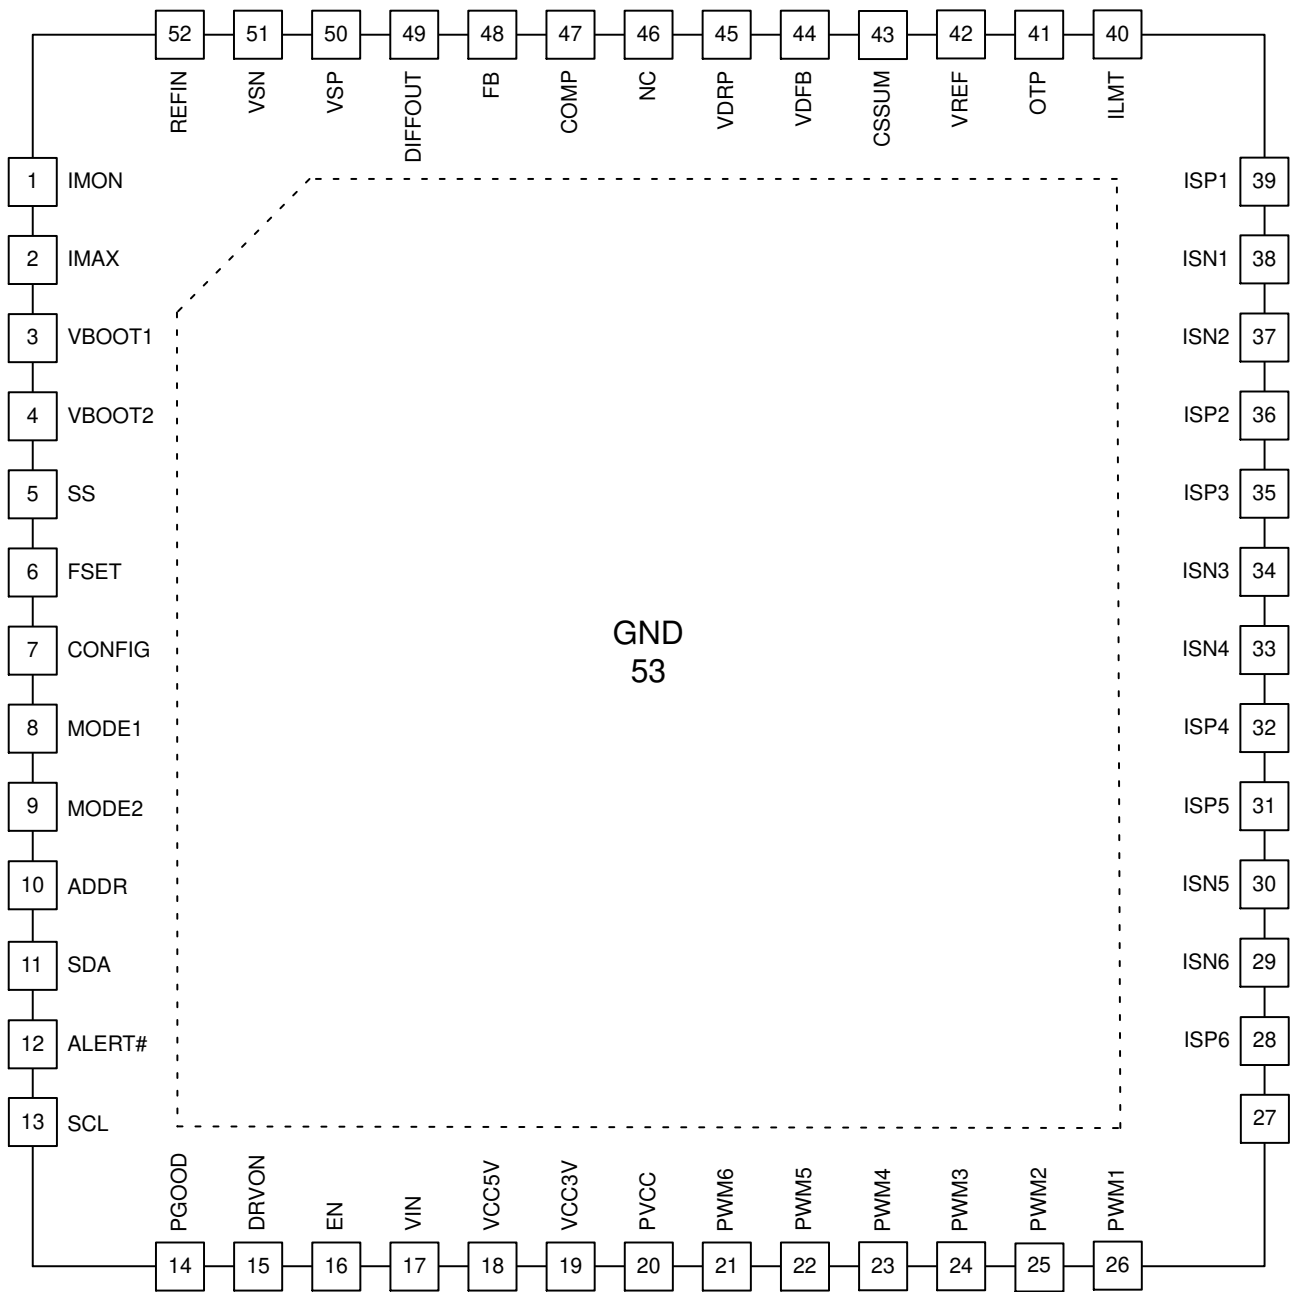 52 51 50 49 48 47 46 45 44 43 42 41 40
REFIN VSN VSP DIFFOUT FB COMP NC VDRP VDFB CSSUM VREF OTP ILMT
1 IMON
2 IMAX
3 VBOOT1
4 VBOOT2
5 SS
6 FSET
7 CONFIG
8 MODE1
9 MODE2
10 ADDR
11 SDA
12 ALERT#
13 SCL
GND
53
ISP1 39
ISN1 38
ISN2 37
ISP2 36
ISP3 35
ISN3 34
ISN4 33
ISP4 32
ISP5 31
ISN5 30
ISN6 29
ISP6 28
27
PGOOD DRVON EN VIN VCC5V VCC3V PVCC PWM6 PWM5 PWM4 PWM3 PWM2 PWM1
14 15 16 17 18 19 20 21 22 23 24 25 26